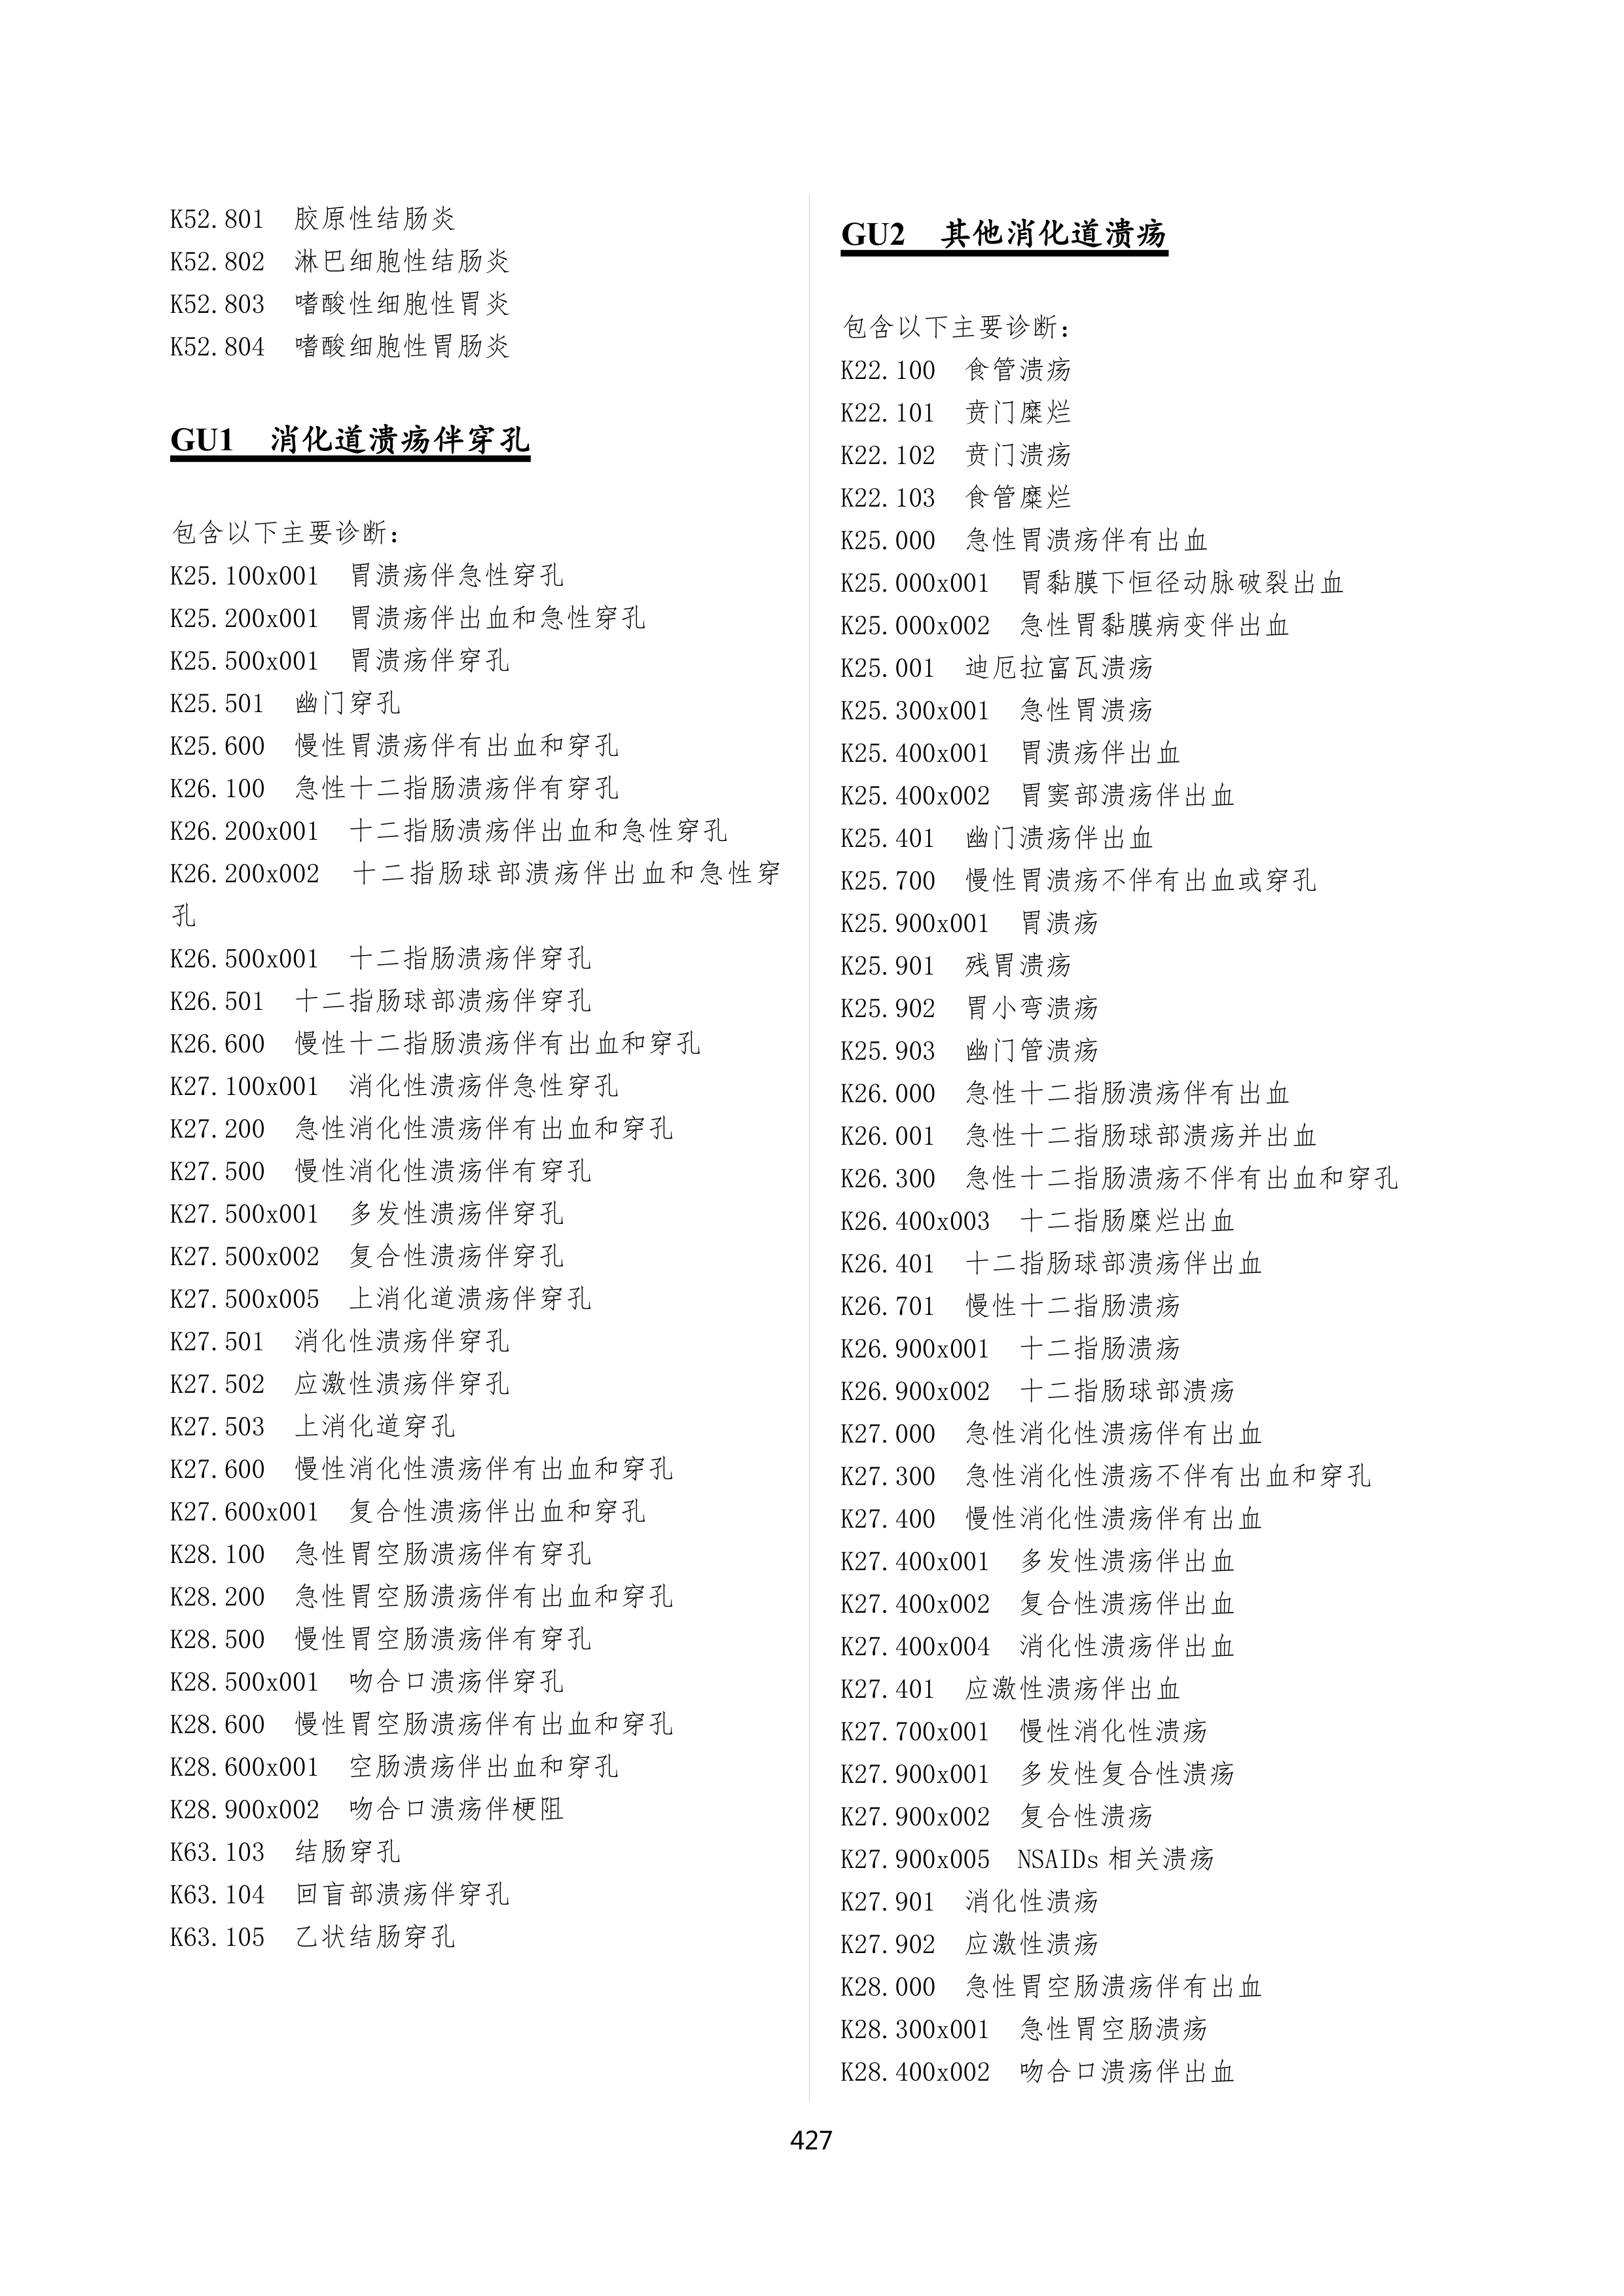 K52.801 胶原性结肠炎
K52.802 淋巴细胞性结肠炎
K52.803 嗜酸性细胞性胃炎
K52.804 嗜酸细胞性胃肠炎
GU1 消化道溃疡伴穿孔
包含以下主要诊断：
K25.100x001 胃溃疡伴急性穿孔
K25.200x001 胃溃疡伴出血和急性穿孔
K25.500x001 胃溃疡伴穿孔
K25.501 幽门穿孔
K25.600 慢性胃溃疡伴有出血和穿孔
K26.100 急性十二指肠溃疡伴有穿孔
K26.200x001 十二指肠溃疡伴出血和急性穿孔
K26.200x002 十二指肠球部溃疡伴出血和急性穿
孔
K26.500x001 十二指肠溃疡伴穿孔
K26.501 十二指肠球部溃疡伴穿孔
K26.600 慢性十二指肠溃疡伴有出血和穿孔
K27.100x001 消化性溃疡伴急性穿孔
K27.200 急性消化性溃疡伴有出血和穿孔
K27.500 慢性消化性溃疡伴有穿孔
K27.500x001 多发性溃疡伴穿孔
K27.500x002 复合性溃疡伴穿孔
K27.500x005 上消化道溃疡伴穿孔
K27.501 消化性溃疡伴穿孔
K27.502 应激性溃疡伴穿孔
K27.503 上消化道穿孔
K27.600 慢性消化性溃疡伴有出血和穿孔
K27.600x001 复合性溃疡伴出血和穿孔
K28.100 急性胃空肠溃疡伴有穿孔
K28.200 急性胃空肠溃疡伴有出血和穿孔
K28.500 慢性胃空肠溃疡伴有穿孔
K28.500x001 吻合口溃疡伴穿孔
K28.600 慢性胃空肠溃疡伴有出血和穿孔
K28.600x001 空肠溃疡伴出血和穿孔
K28.900x002 吻合口溃疡伴梗阻
K63.103 结肠穿孔
K63.104 回盲部溃疡伴穿孔
K63.105 乙状结肠穿孔
GU2 其他消化道溃疡
包含以下主要诊断：
K22.100 食管溃疡
K22.101 贲门糜烂
K22.102 贲门溃疡
K22.103 食管糜烂
K25.000 急性胃溃疡伴有出血
K25.000x001 胃黏膜下恒径动脉破裂出血
K25.000x002 急性胃黏膜病变伴出血
K25.001 迪厄拉富瓦溃疡
K25.300x001 急性胃溃疡
K25.400x001 胃溃疡伴出血
K25.400x002 胃窦部溃疡伴出血
K25.401 幽门溃疡伴出血
K25.700 慢性胃溃疡不伴有出血或穿孔
K25.900x001 胃溃疡
K25.901 残胃溃疡
K25.902 胃小弯溃疡
K25.903 幽门管溃疡
K26.000 急性十二指肠溃疡伴有出血
K26.001 急性十二指肠球部溃疡并出血
K26.300 急性十二指肠溃疡不伴有出血和穿孔
K26.400x003 十二指肠糜烂出血
K26.401 十二指肠球部溃疡伴出血
K26.701 慢性十二指肠溃疡
K26.900x001 十二指肠溃疡
K26.900x002 十二指肠球部溃疡
K27.000 急性消化性溃疡伴有出血
K27.300 急性消化性溃疡不伴有出血和穿孔
K27.400 慢性消化性溃疡伴有出血
K27.400x001 多发性溃疡伴出血
K27.400x002 复合性溃疡伴出血
K27.400x004 消化性溃疡伴出血
K27.401 应激性溃疡伴出血
K27.700x001 慢性消化性溃疡
K27.900x001 多发性复合性溃疡
K27.900x002 复合性溃疡
K27.900x005 NSAIDs 相关溃疡
K27.901 消化性溃疡
K27.902 应激性溃疡
K28.000 急性胃空肠溃疡伴有出血
K28.300x001 急性胃空肠溃疡
K28.400x002 吻合口溃疡伴出血
427